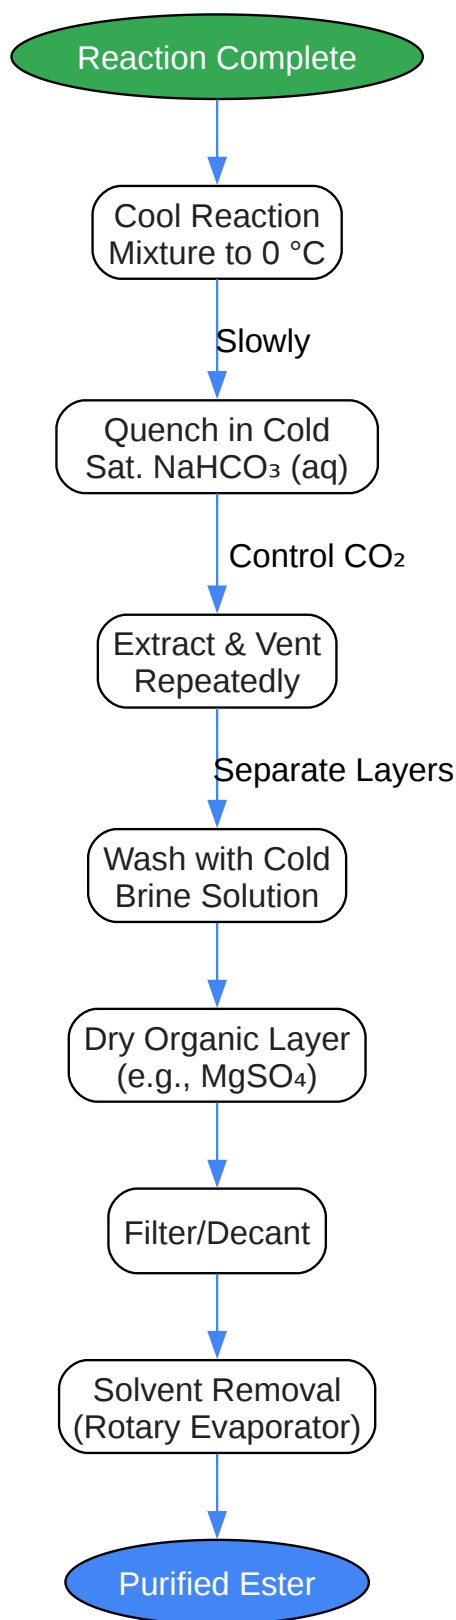 Reaction Complete
Cool Reaction
Mixture to 0 °C
Slowly
Quench in Cold
Sat. NaHCO₃ (aq)
Control CO₂
Extract & Vent
Repeatedly
Separate Layers
Wash with Cold
Brine Solution
Dry Organic Layer
(e.g., MgSO₄)
Filter/Decant
Solvent Removal
(Rotary Evaporator)
Purified Ester